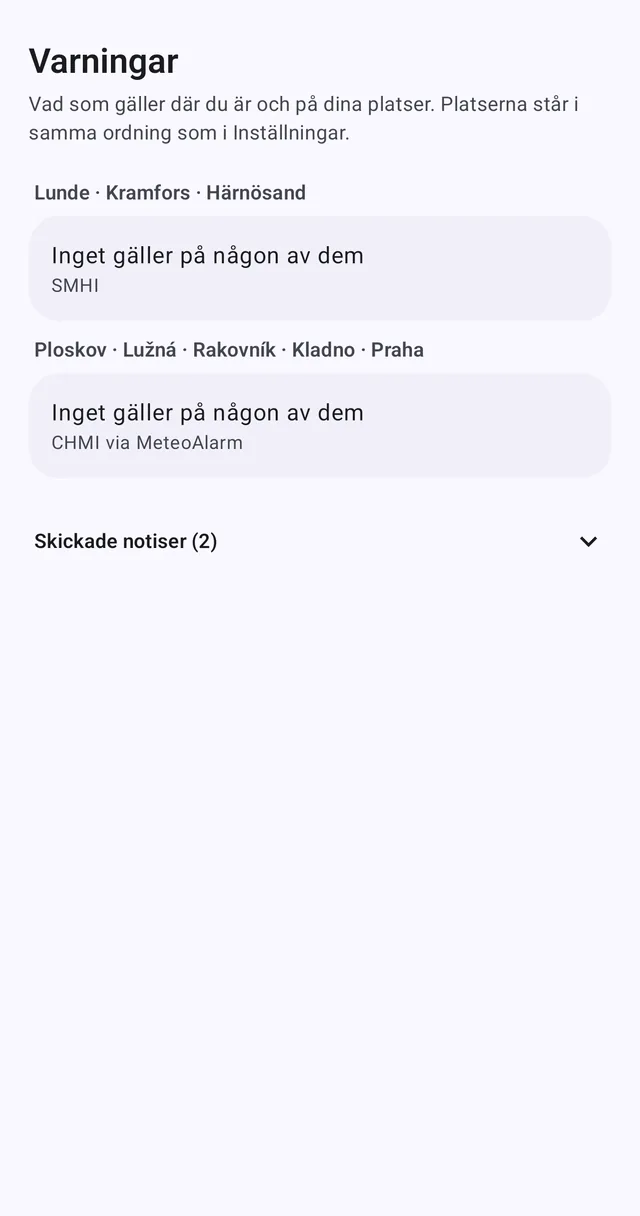 Varningar
Vad som gäller där du är och på dina platser. Platserna står i
samma ordning som i Inställningar.
Lunde · Kramfors · Härnösand
Inget gäller på någon av dem
SMHI
Ploskov · Lužná · Rakovník · Kladno · Praha
Inget gäller på någon av dem
CHMI via MeteoAlarm
Skickade notiser (2)